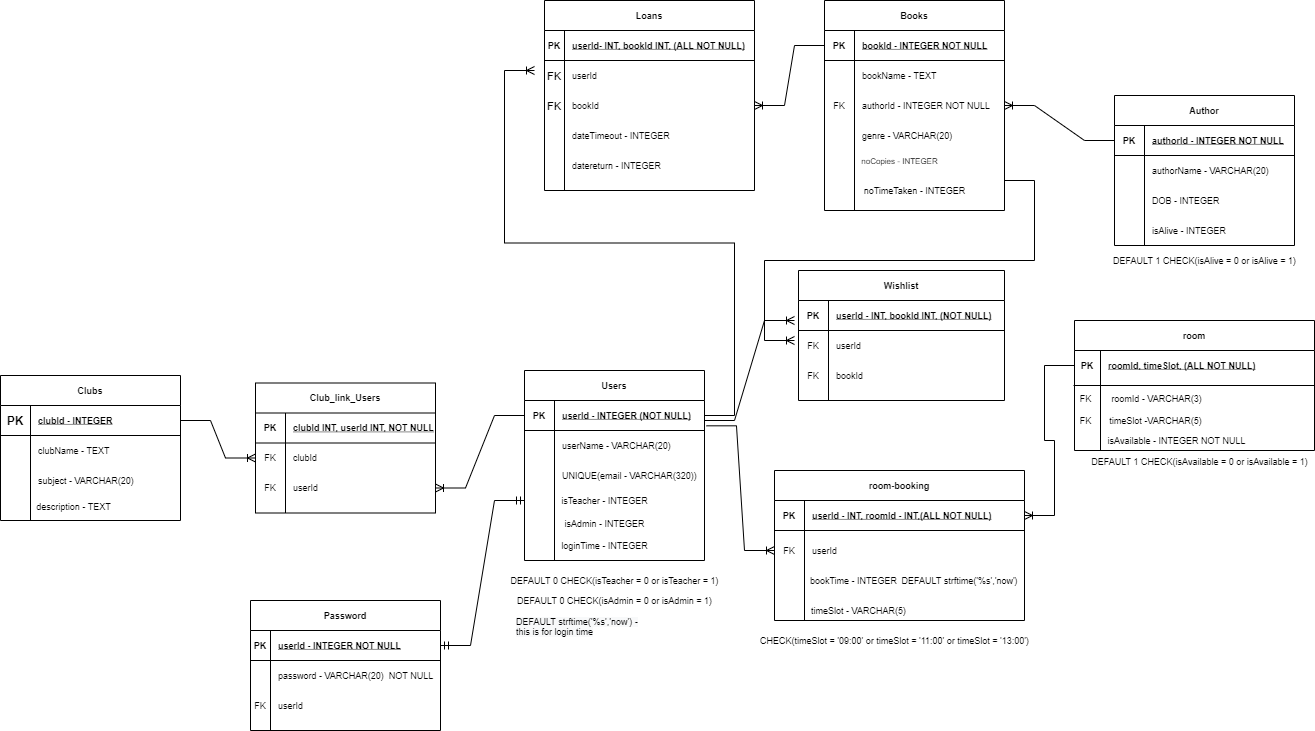 Loans
PK userId- INT, bookId INT, (ALL NOT NULL)
FK userId
FK bookId
dateTimeout - INTEGER
datereturn - INTEGER
Books
PK bookId - INTEGER NOT NULL
bookName - TEXT
FK authorId - INTEGER NOT NULL
genre - VARCHAR(20)
noCopies - INTEGER
noTimeTaken - INTEGER
Author
PK authorId - INTEGER NOT NULL
authorName - VARCHAR(20)
DOB - INTEGER
isAlive - INTEGER
DEFAULT 1 CHECK(isAlive = 0 or isAlive = 1)
Wishlist
PK userId - INT, bookId INT, (NOT NULL)
FK userId
FK bookId
room
PK roomId, timeSlot, (ALL NOT NULL)
FK roomId - VARCHAR(3)
FK timeSlot -VARCHAR(5)
isAvailable - INTEGER NOT NULL
DEFAULT 1 CHECK(isAvailable = 0 or isAvailable = 1)
Clubs
PK clubId - INTEGER
clubName - TEXT
subject - VARCHAR(20)
description - TEXT
Club_link_Users
PK clubId INT, userId INT, NOT NULL
FK clubId
FK userId
Users
PK userId - INTEGER (NOT NULL)
userName - VARCHAR(20)
UNIQUE(email - VARCHAR(320))
isTeacher - INTEGER
isAdmin - INTEGER
loginTime - INTEGER
DEFAULT 0 CHECK(isTeacher = 0 or isTeacher = 1)
DEFAULT 0 CHECK(isAdmin = 0 or isAdmin = 1)
DEFAULT strftime('%s','now') -
this is for login time
room-booking
PK userId - INT, roomId - INT,(ALL NOT NULL)
FK userId
bookTime - INTEGER DEFAULT strftime('%s','now')
timeSlot - VARCHAR(5)
CHECK(timeSlot = '09:00' or timeSlot = '11:00' or timeSlot = '13:00')
Password
PK userId - INTEGER NOT NULL
password - VARCHAR(20) NOT NULL
FK userId